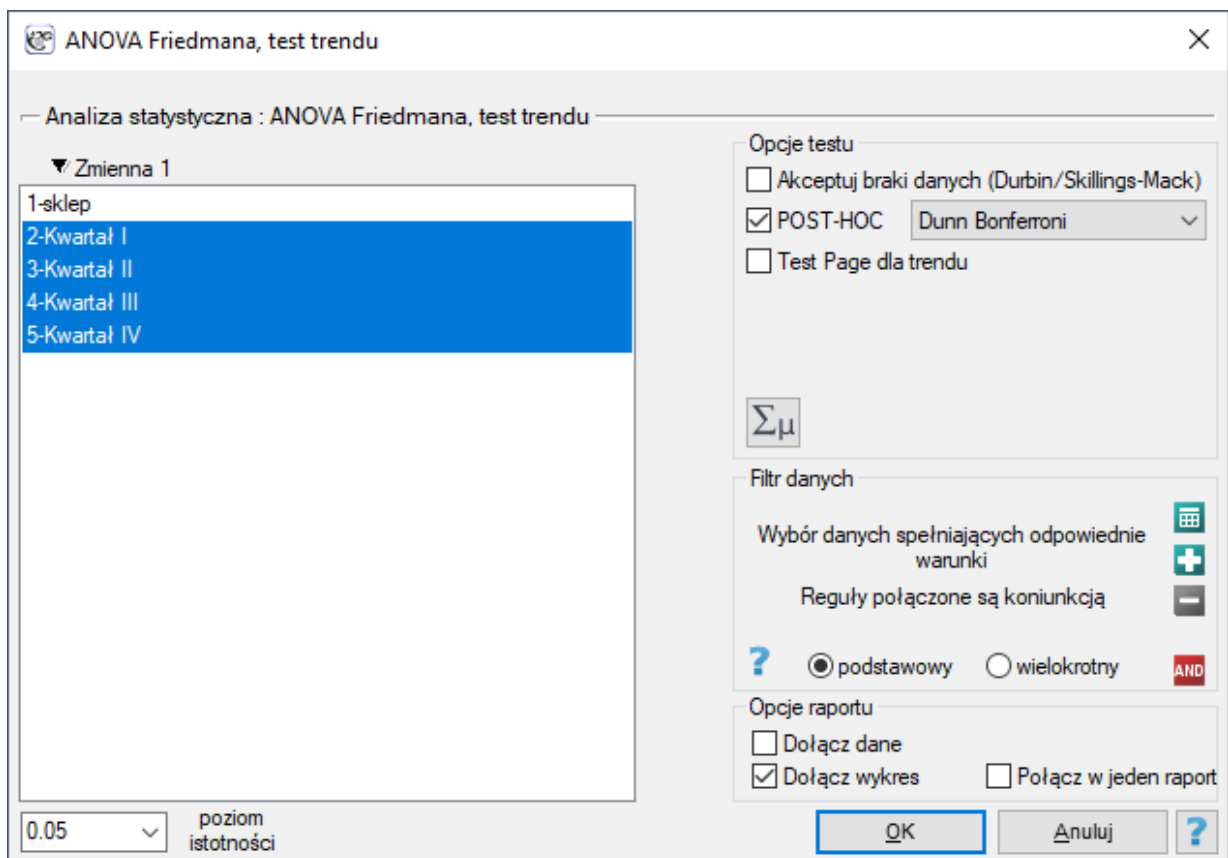 ANOVA Friedmana, test trendu
Analiza statystyczna : ANOVA Friedmana, test trendu
Zmienna 1
1-sklep
2-Kwartał I
3-Kwartał II
4-Kwartał III
5-Kwartał IV
0.05
poziom
istotności
Opcje testu
Akceptuj braki danych (Durbin/Skillings-Mack)
POST-HOC Dunn Bonferroni
Test Page dla trendu
Σμ
Filtr danych
Wybór danych spełniających odpowiednie
warunki
Reguły połączone są koniunkcją
? podstawowy wielokrotny AND
Opcje raportu
Dołącz dane
Dołącz wykres Połącz w jeden raport
OK Anuluj ?